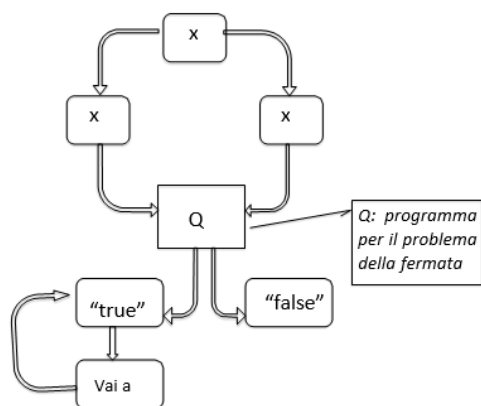 x
x
x
Q
Q: programma
per il problema
della fermata
“true”
“false”
Vai a